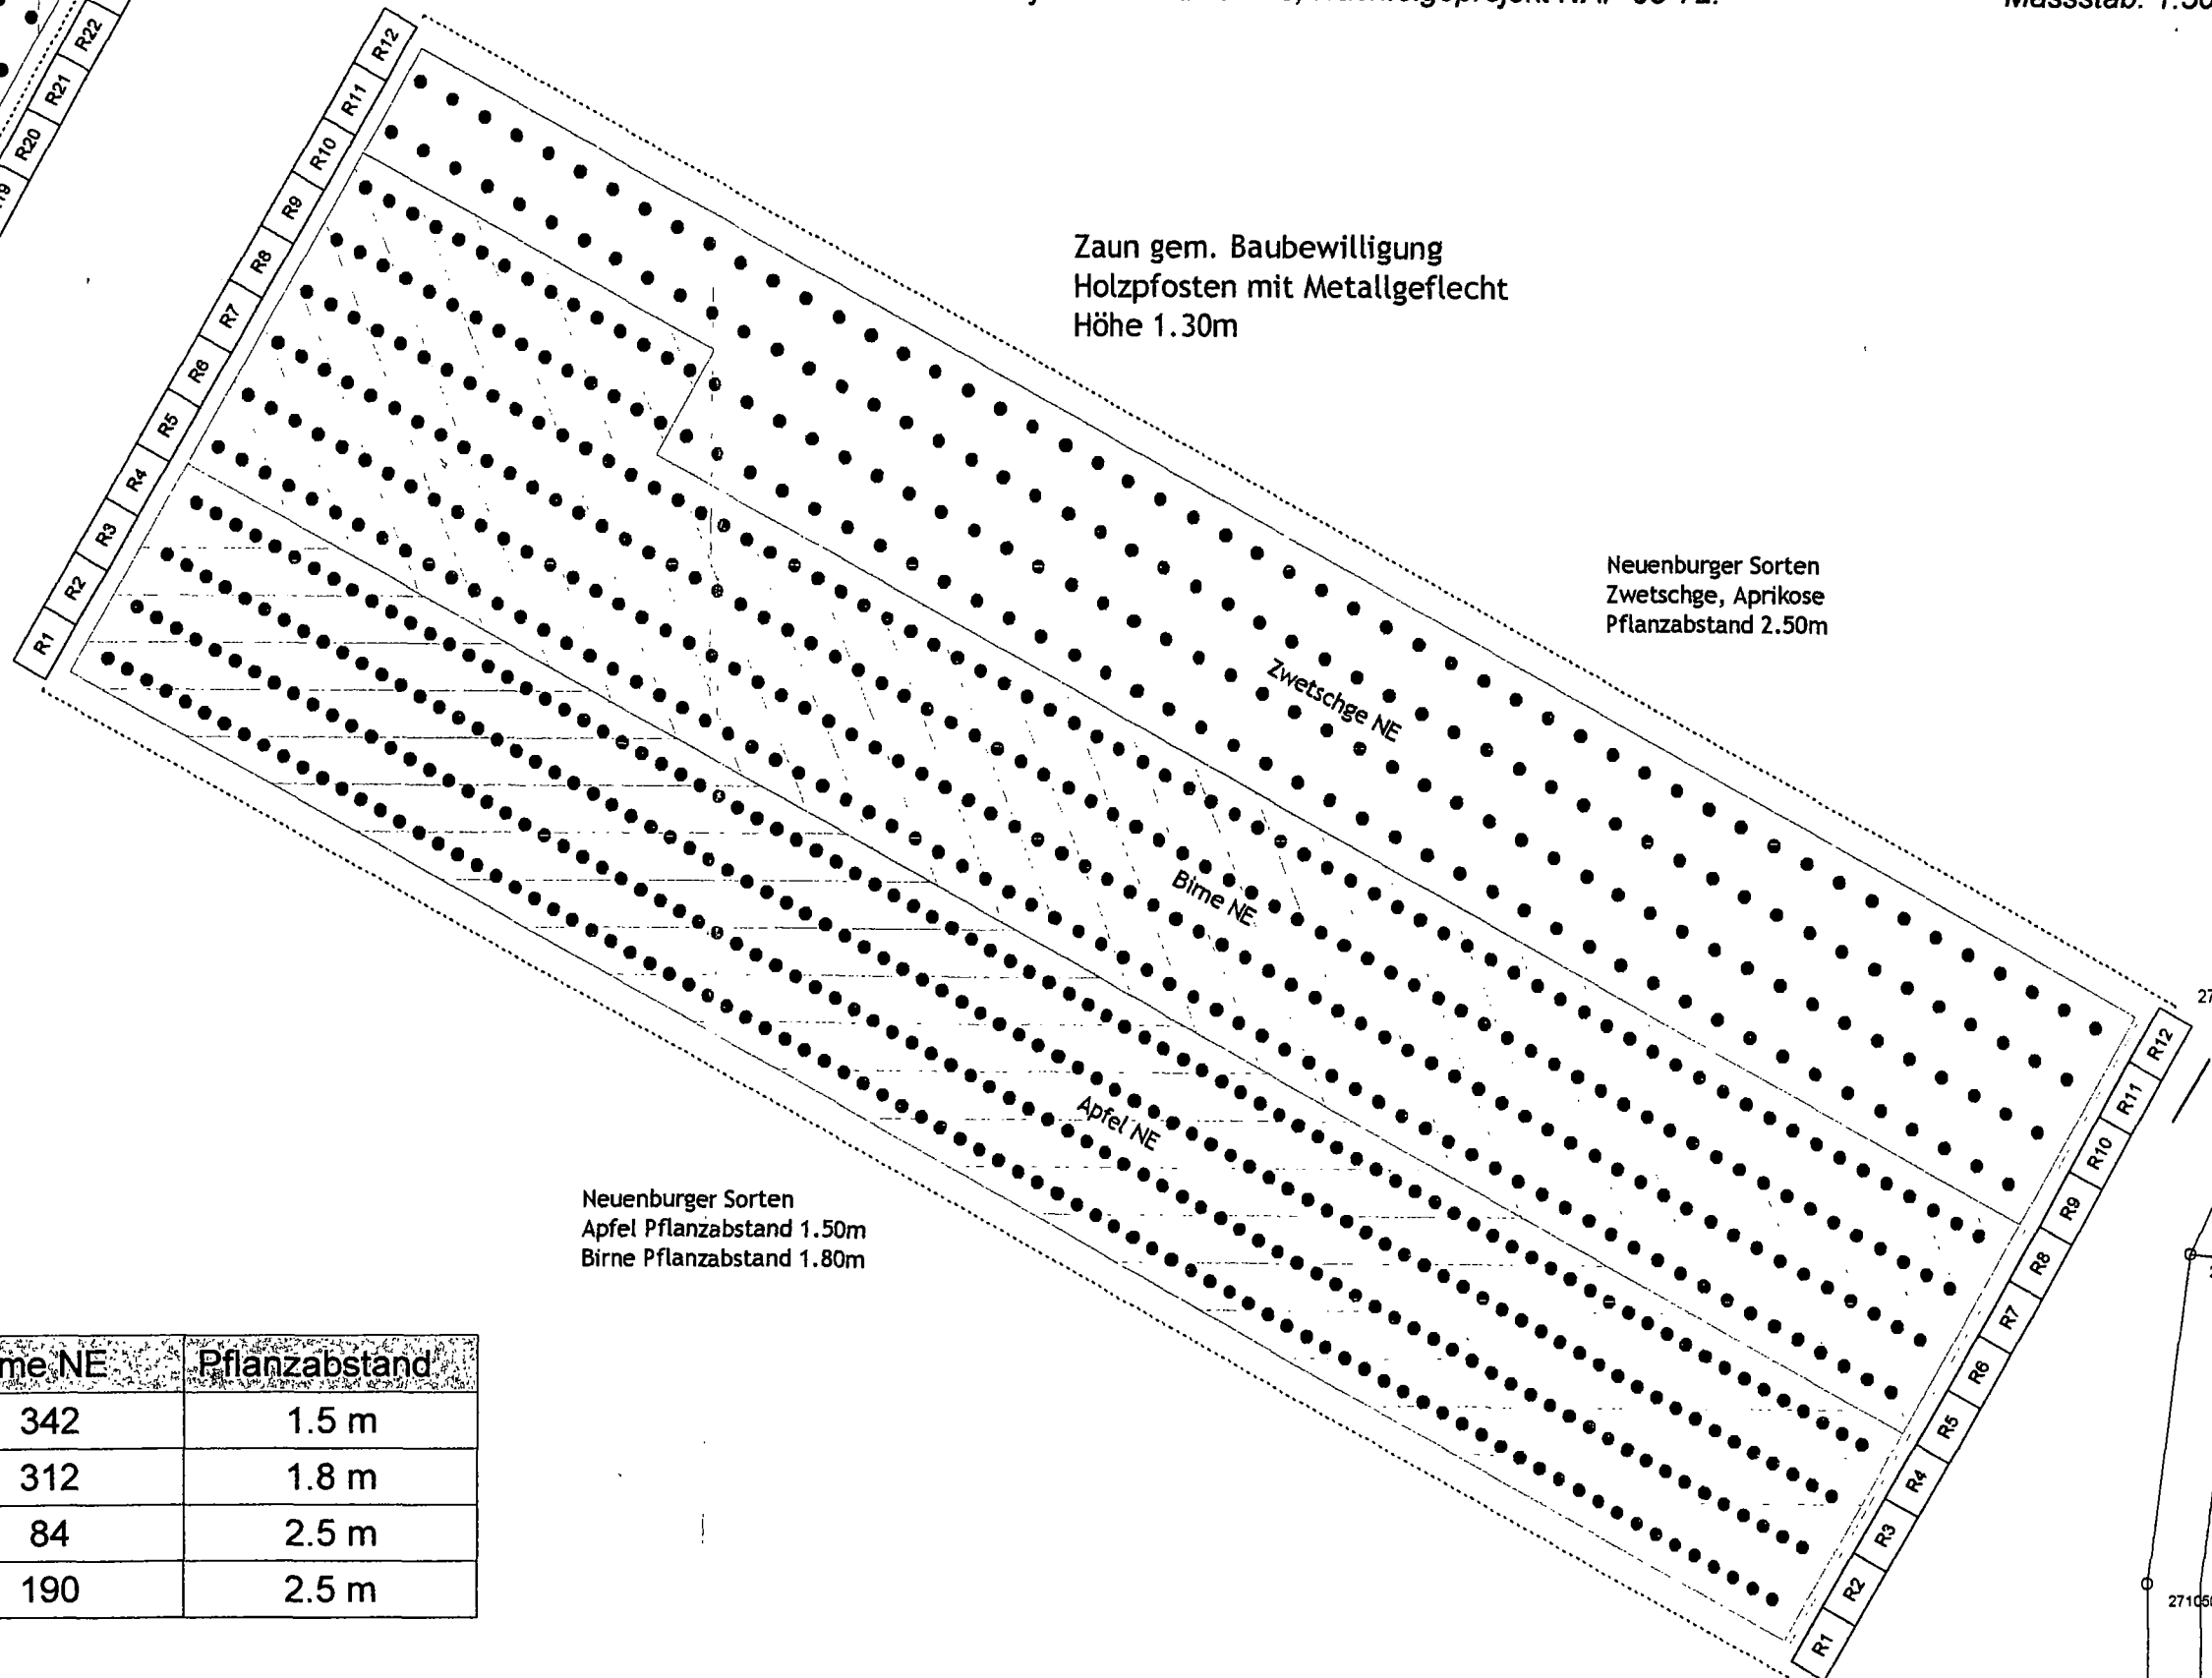 R22
R21
R20
R12
R11
R10
R9
R8
R7
R6
R5
R4
R3
R2
R1
Zaun gem. Baubewilligung
Holzpfosten mit Metallgeflecht
Höhe 1.30m
Neuenburger Sorten
Zwetschge, Aprikose
Pflanzabstand 2.50m
Zwetschge NE
Birne NE
Apfel NE
Neuenburger Sorten
Apfel Pflanzabstand 1.50m
Birne Pflanzabstand 1.80m
R12
R11
R10
R9
R8
R7
R6
R5
R4
R3
R2
R1
me NE Pflanzabstand
342 1.5 m
312 1.8 m
84 2.5 m
190 2.5 m